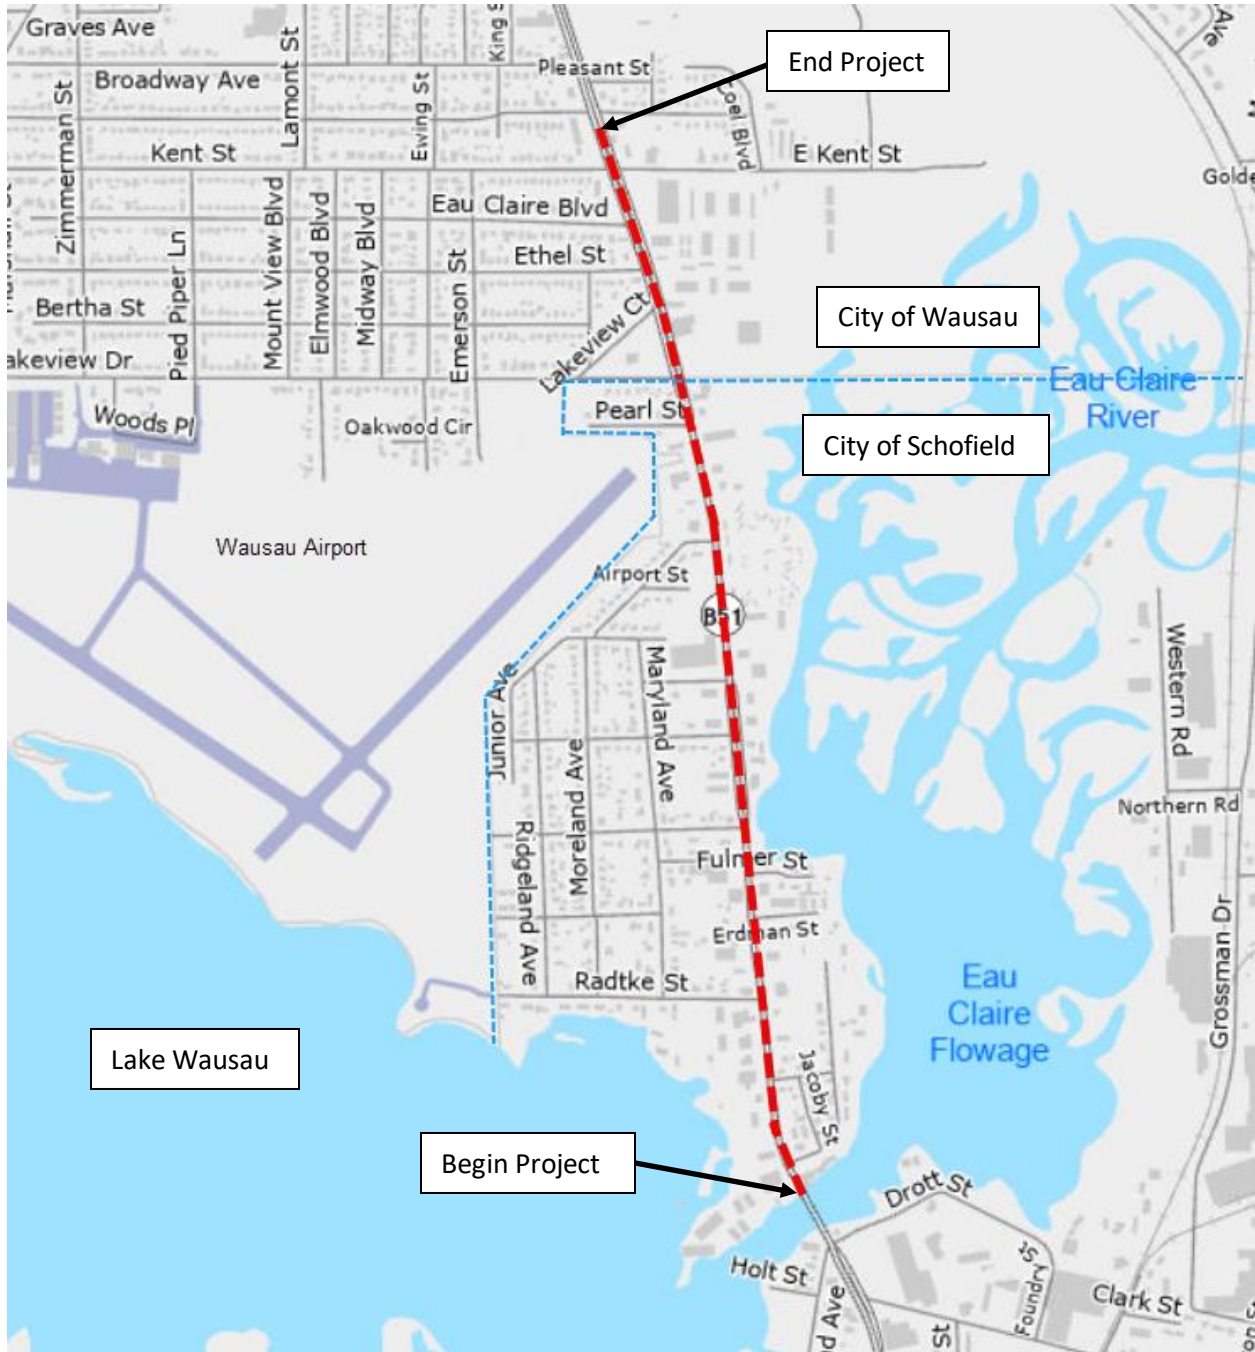 Graves Ave
Lamont St
King S
Ave
End Project
Pleasant St
Broadway Ave
Zimmerman St
Ewing St
Coel Blvd
Kent St
E Kent St
Golde
Eau Claire Blvd
Mount View Blvd
Elmwood Blvd
Midway Blvd
Pied Piper Ln
Ethel St
Emerson St
Bertha St
Lakeview Ct
City of Wausau
akeview Dr
Eau Claire
River
Woods Pl
Pearl St
Oakwood Cir
City of Schofield
Wausau Airport
Airport St
B51
Western Rd
Maryland Ave
Junior Ave
Moreland Ave
Northern Rd
Ridgeland Ave
Fulmer St
Grossman Dr
Erdman St
Radtke St
Eau
Claire
Flowage
Lake Wausau
Jacoby St
Begin Project
Drott St
Holt St
Foundry St
Clark St
d Ave
St
on St